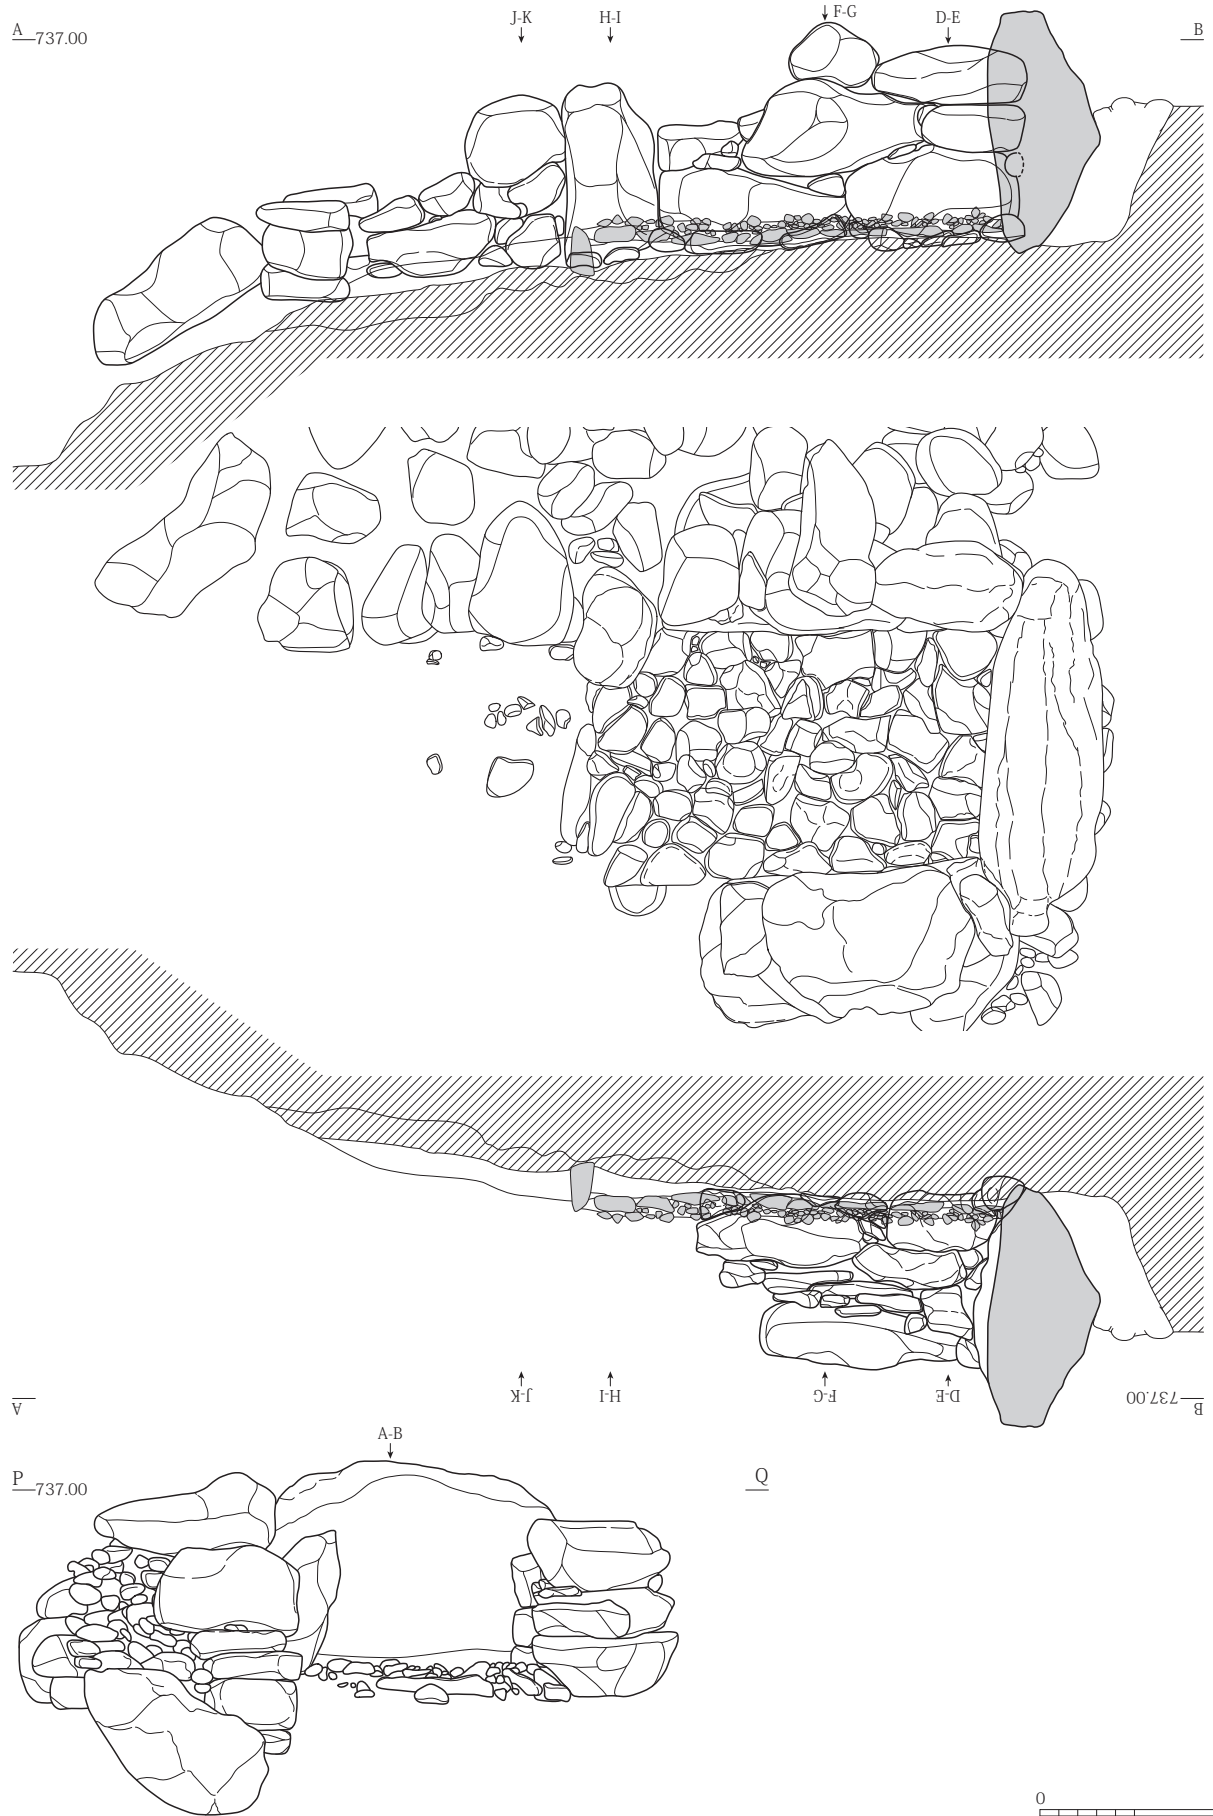 J-K H-I F-G D-E
A 737.00 B
A J-K H-I F-G D-E 737.00 B
A-B
P 737.00 Q
0